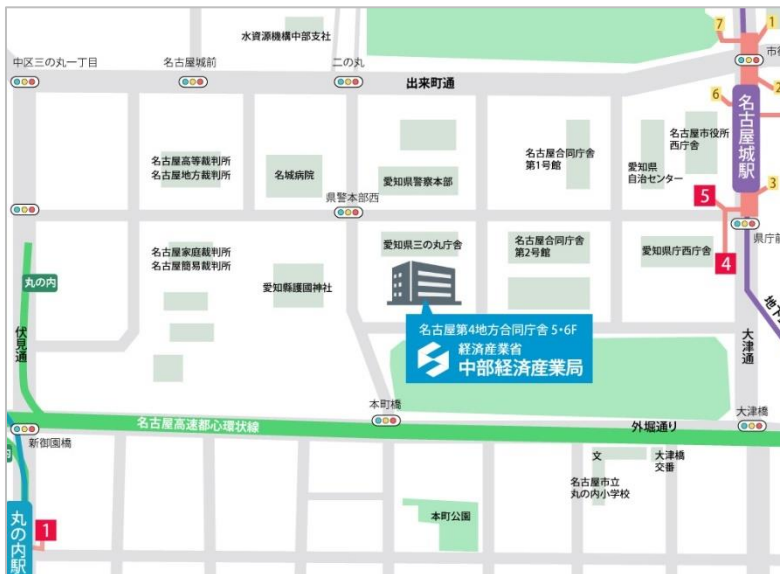 水資源機構中部支社
7
1
中区三の丸一丁目
名古屋城前
二の丸
出来町通
2
6
名古屋城駅
名古屋市役所
西庁舎
名古屋高等裁判所
名古屋地方裁判所
名城病院
愛知県警察本部
名古屋合同庁舎
第1号館
愛知県
自治センター
3
県警本部西
5
4
県庁前
名古屋家庭裁判所
名古屋簡易裁判所
愛知縣護國神社
愛知県三の丸庁舎
名古屋合同庁舎
第2号館
愛知県庁西庁舎
丸の内
伏見通
名古屋第4地方合同庁舎 5・6F
経済産業省
中部経済産業局
大津通
地下
本町橋
大津橋
名古屋高速都心環状線
外堀通り
新御園橋
文
名古屋市立
丸の内小学校
大津橋
交番
本町公園
丸の内駅
1